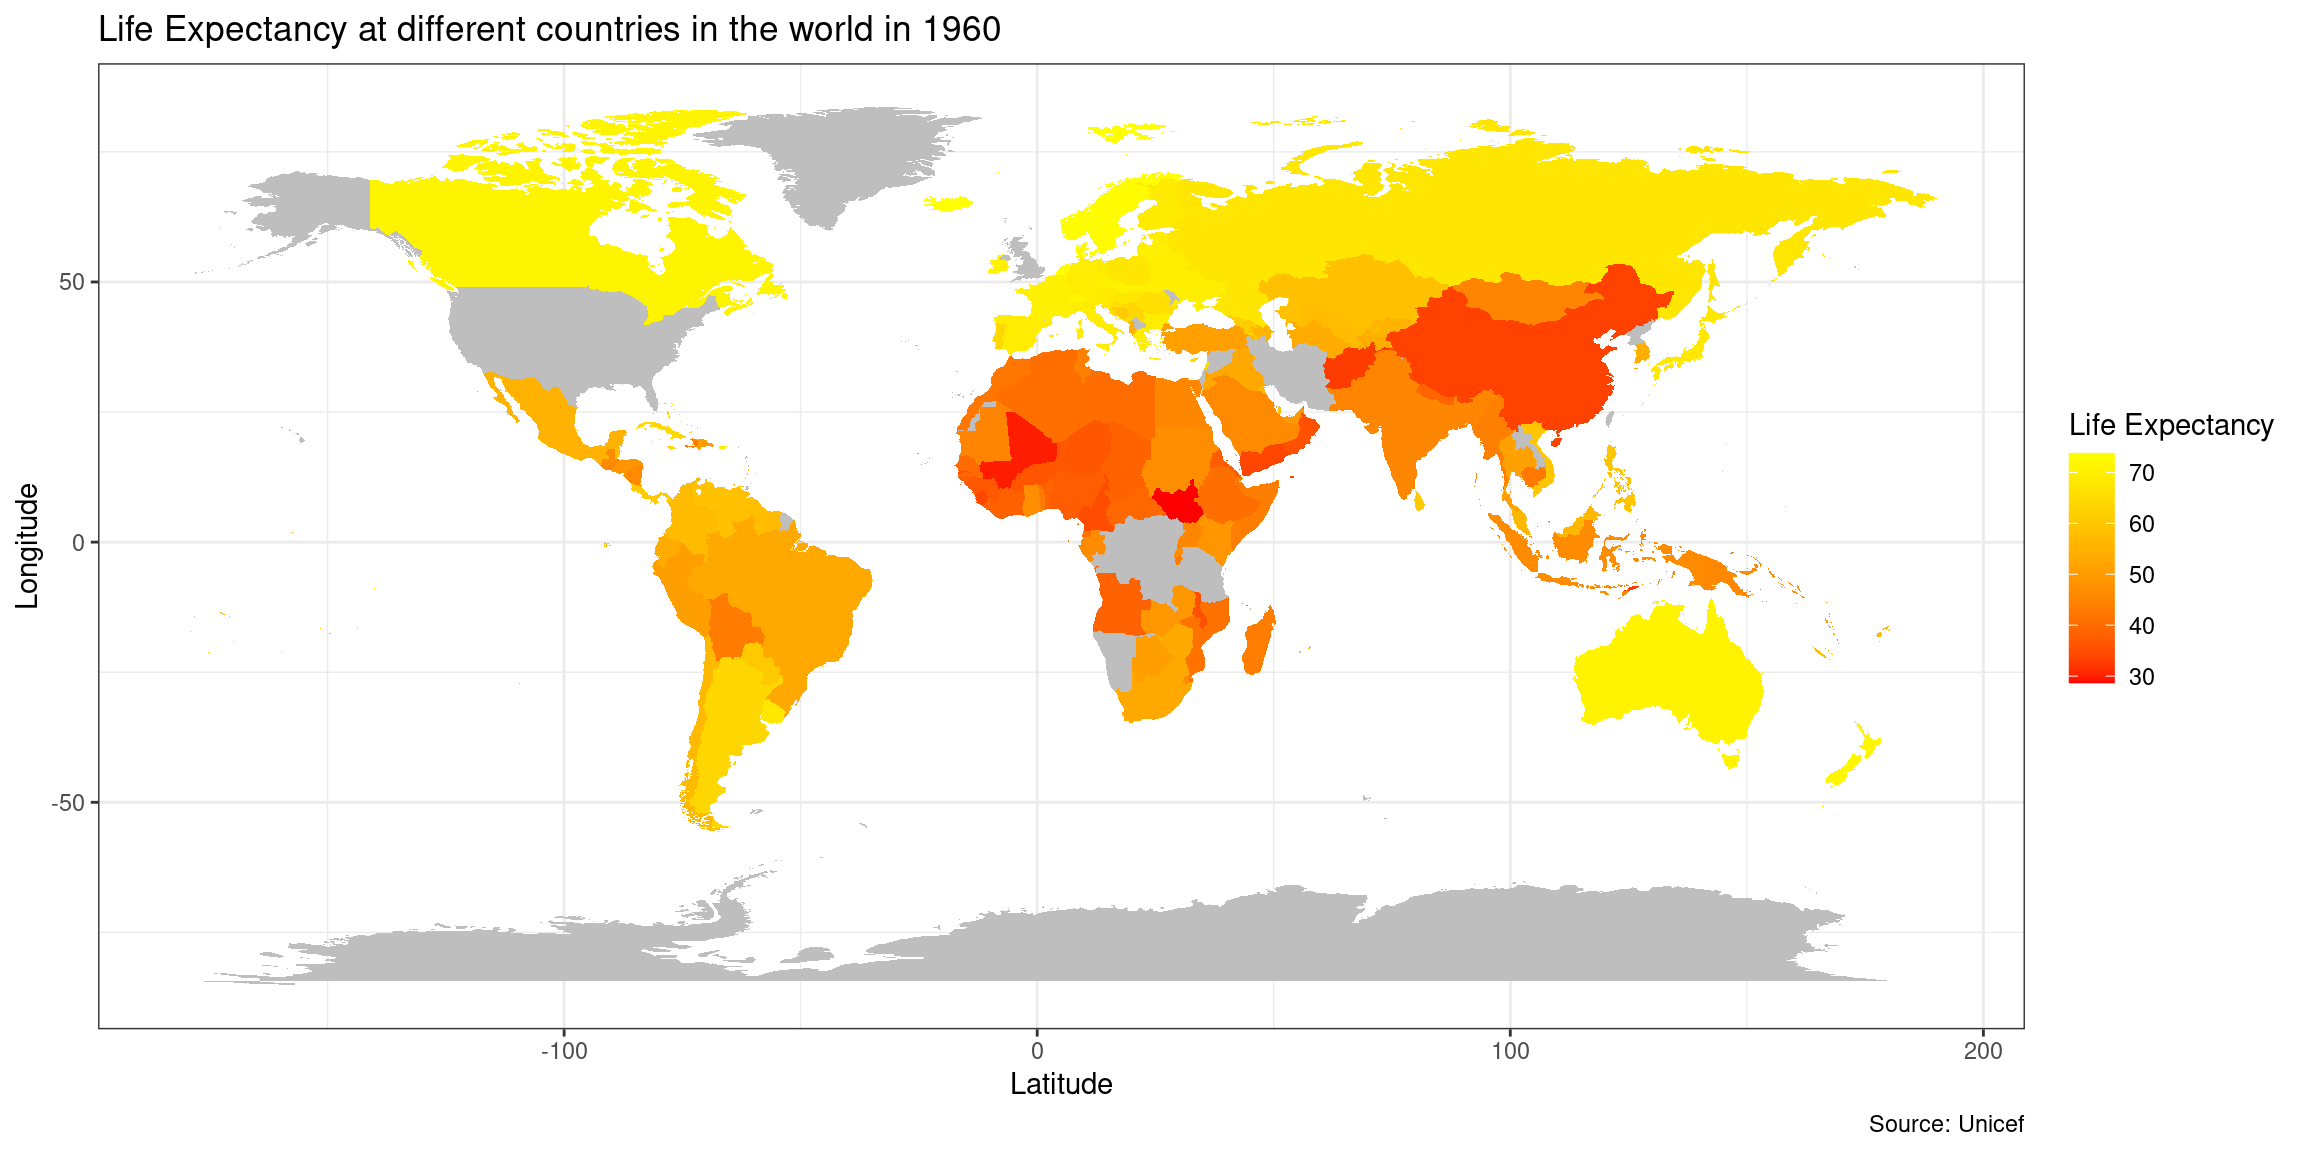 Life Expectancy at different countries in the world in 1960
Longitude
50
0
-50
-100
0
100
200
Latitude
Life Expectancy
70
60
50
40
30
Source: Unicef